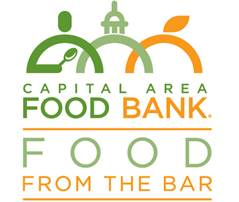 CAPITAL AREA
FOOD BANK®
FOOD
FROM THE BAR